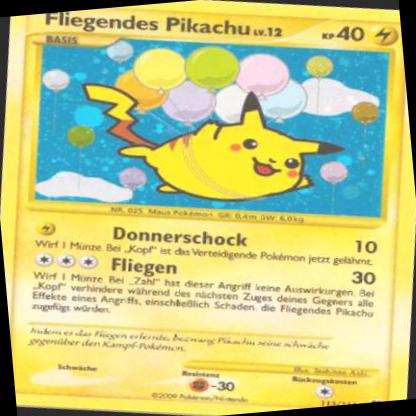 Fliegendes Pikachu LV.12 KP 40
BASIS
NR. 025 Maus-Pokémon GR: 0,4m GW: 6,0kg
Donnerschock 10
Wirf 1 Münze. Bei „Kopf" ist das Verteidigende Pokémon jetzt gelähmt.
Fliegen 30
Wirf 1 Münze. Bei „Zahl" hat dieser Angriff keine Auswirkungen. Bei
„Kopf" verhindere während des nächsten Zuges deines Gegners alle
Effekte eines Angriffs, einschließlich Schaden, die Fliegendes Pikachu
zugefügt würden.
Indem es das Fliegen erlernte, bezwang Pikachu seine schwäche
gegenüber den Kampf-Pokémon.
Schwäche Resistenz -30 Rückzugskosten
©2009 Pokémon/Nintendo